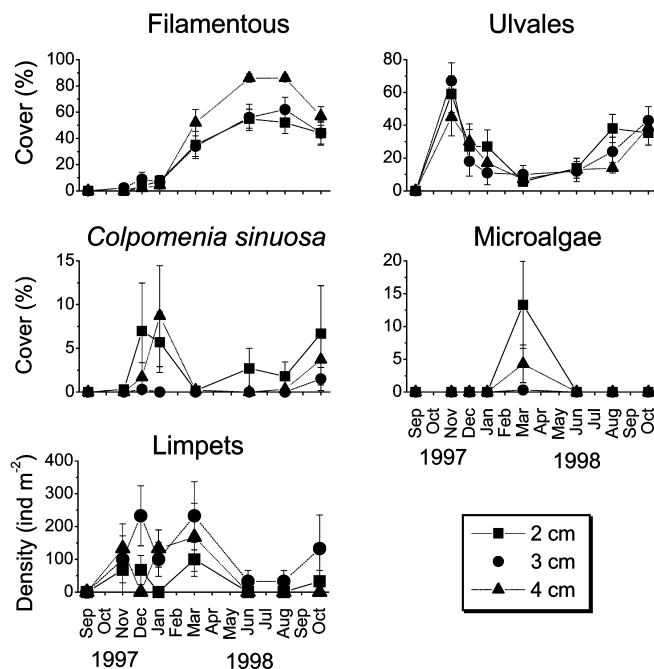 Filamentous
Ulvales
Cover (%)
100
80
60
40
20
0
80
60
40
20
0
Colpomenia sinuosa
Microalgae
Cover (%)
15
10
5
0
20
15
10
5
0
Sep Oct Nov Dec Jan Feb Mar Apr May Jun Jul Aug Sep Oct
1997 1998
Limpets
Density (ind m-2)
400
300
200
100
0
Sep Oct Nov Dec Jan Feb Mar Apr May Jun Jul Aug Sep Oct
1997 1998
2 cm
3 cm
4 cm